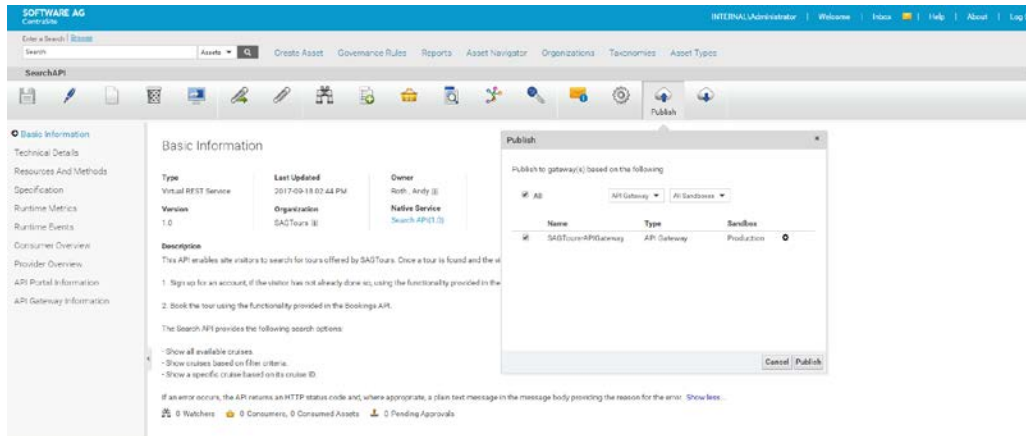 SOFTWARE AG
CentraSite
INTERNAL\Administrator | Welcome | Inbox | Help | About | Log
Enter a Search | Browse
Search Assets Create Asset Governance Rules Reports Asset Navigator Organizations Taxonomies Asset Types
SearchAPI
Publish
Basic Information
Technical Details
Resources And Methods
Specification
Runtime Metrics
Runtime Events
Consumer Overview
Provider Overview
API Portal Information
API Gateway Information
Basic Information
Type Last Updated Owner
Virtual REST Service 2017-09-18 02:44 PM Roth, Andy
Version Organization Native Service
1.0 SAGTours Search API(1.0)
Description
This API enables site visitors to search for tours offered by SAGTours. Once a tour is found and the vi
1. Sign up for an account, if the visitor has not already done so, using the functionality provided in the
2. Book the tour using the functionality provided in the Bookings API.
The Search API provides the following search options:
- Show all available cruises.
- Show cruises based on filter criteria.
- Show a specific cruise based on its cruise ID.
If an error occurs, the API returns an HTTP status code and, where appropriate, a plain text message in the message body providing the reason for the error. Show less...
0 Watchers 0 Consumers, 0 Consumed Assets 0 Pending Approvals
Publish
Publish to gateway(s) based on the following
All API Gateway All Sandboxes
Name Type Sandbox
SAGTours-APIGateway API Gateway Production
Cancel Publish